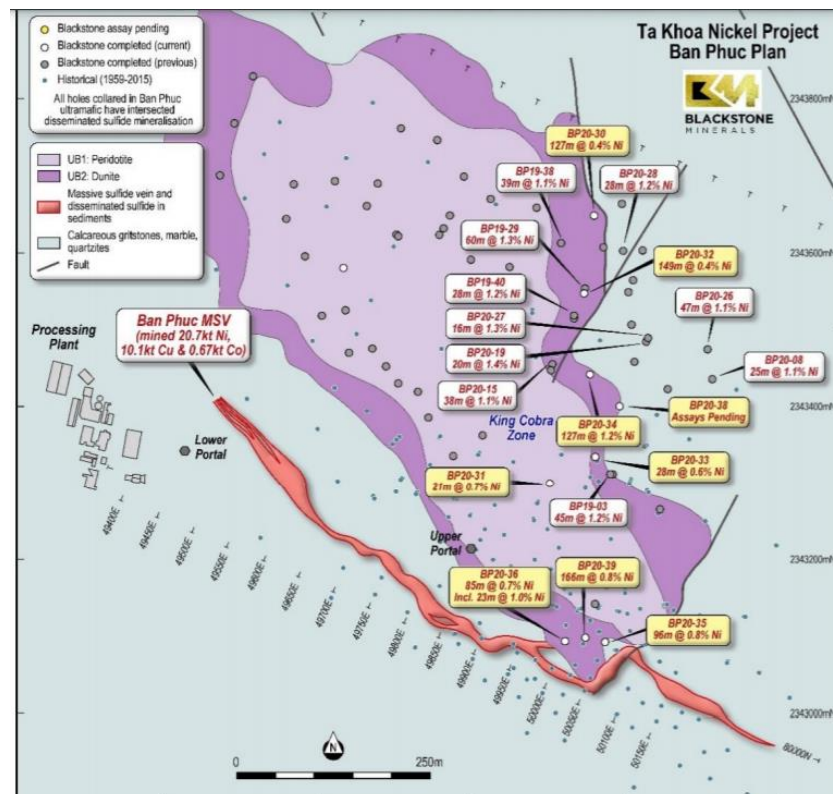 Ta Khoa Nickel Project
Ban Phuc Plan
BLACKSTONE
MINERALS
Blackstone assay pending
Blackstone completed (current)
Blackstone completed (previous)
Historical (1959-2015)
All holes collared in Ban Phuc
ultramafic have intersected
disseminated sulfide mineralisation
UB1: Peridotite
UB2: Dunite
Massive sulfide vein and
disseminated sulfide in
sediments
Calcareous gritstones, marble,
quartzites
Fault
2343800mN
2343600mN
2343400mN
2343200mN
2343000mN
BP20-30
127m @ 0.4% Ni
BP19-38
39m @ 1.1% Ni
BP20-28
28m @ 1.2% Ni
BP19-29
60m @ 1.3% Ni
BP20-32
149m @ 0.4% Ni
BP19-40
28m @ 1.2% Ni
BP20-26
47m @ 1.1% Ni
BP20-27
16m @ 1.3% Ni
BP20-19
20m @ 1.4% Ni
BP20-08
25m @ 1.1% Ni
BP20-15
38m @ 1.1% Ni
BP20-38
Assays Pending
King Cobra
Zone
BP20-34
127m @ 1.2% Ni
BP20-33
28m @ 0.6% Ni
BP20-31
21m @ 0.7% Ni
BP19-03
45m @ 1.2% Ni
Ban Phuc MSV
(mined 20.7kt Ni,
10.1kt Cu & 0.67kt Co)
Processing
Plant
Lower
Portal
Upper
Portal
BP20-36
85m @ 0.7% Ni
Incl. 23m @ 1.0% Ni
BP20-39
166m @ 0.8% Ni
BP20-35
96m @ 0.8% Ni
49400E
49450E
49500E
49550E
49600E
49650E
49700E
49750E
49800E
49850E
49900E
49950E
50000E
50050E
50100E
50150E
80000N
N
0
250m